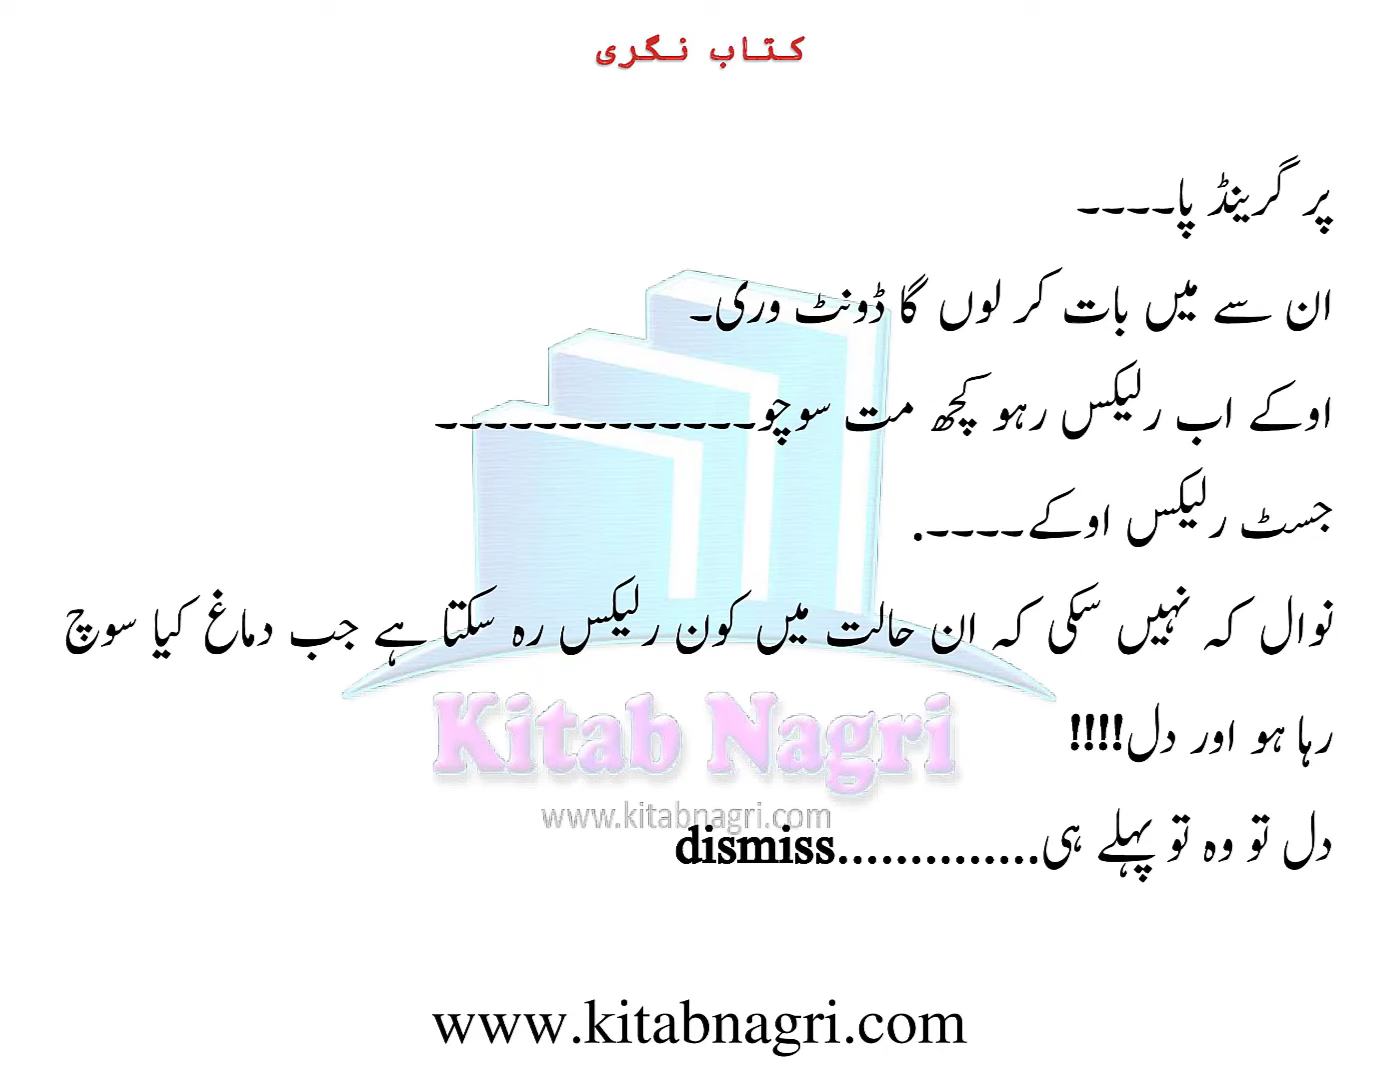 کتاب نگری
پر گرینڈ پا۔۔۔۔
ان سے میں بات کر لوں گا ڈونٹ وری۔
اوکے اب رلیکس رہو کچھ مت سوچو۔۔۔۔۔۔۔۔۔۔۔۔۔
جسٹ رلیکس اوکے۔۔۔۔.
نوال کہ نہیں سکی کہ ان حالت میں کون رلیکس رہ سکتا ہے جب دماغ کیا سوچ
رہا ہو اور دل!!!!
Kitab Nagri
www.kitabnagri.com
دل تو وہ تو پہلے ہی..............dismiss
www.kitabnagri.com